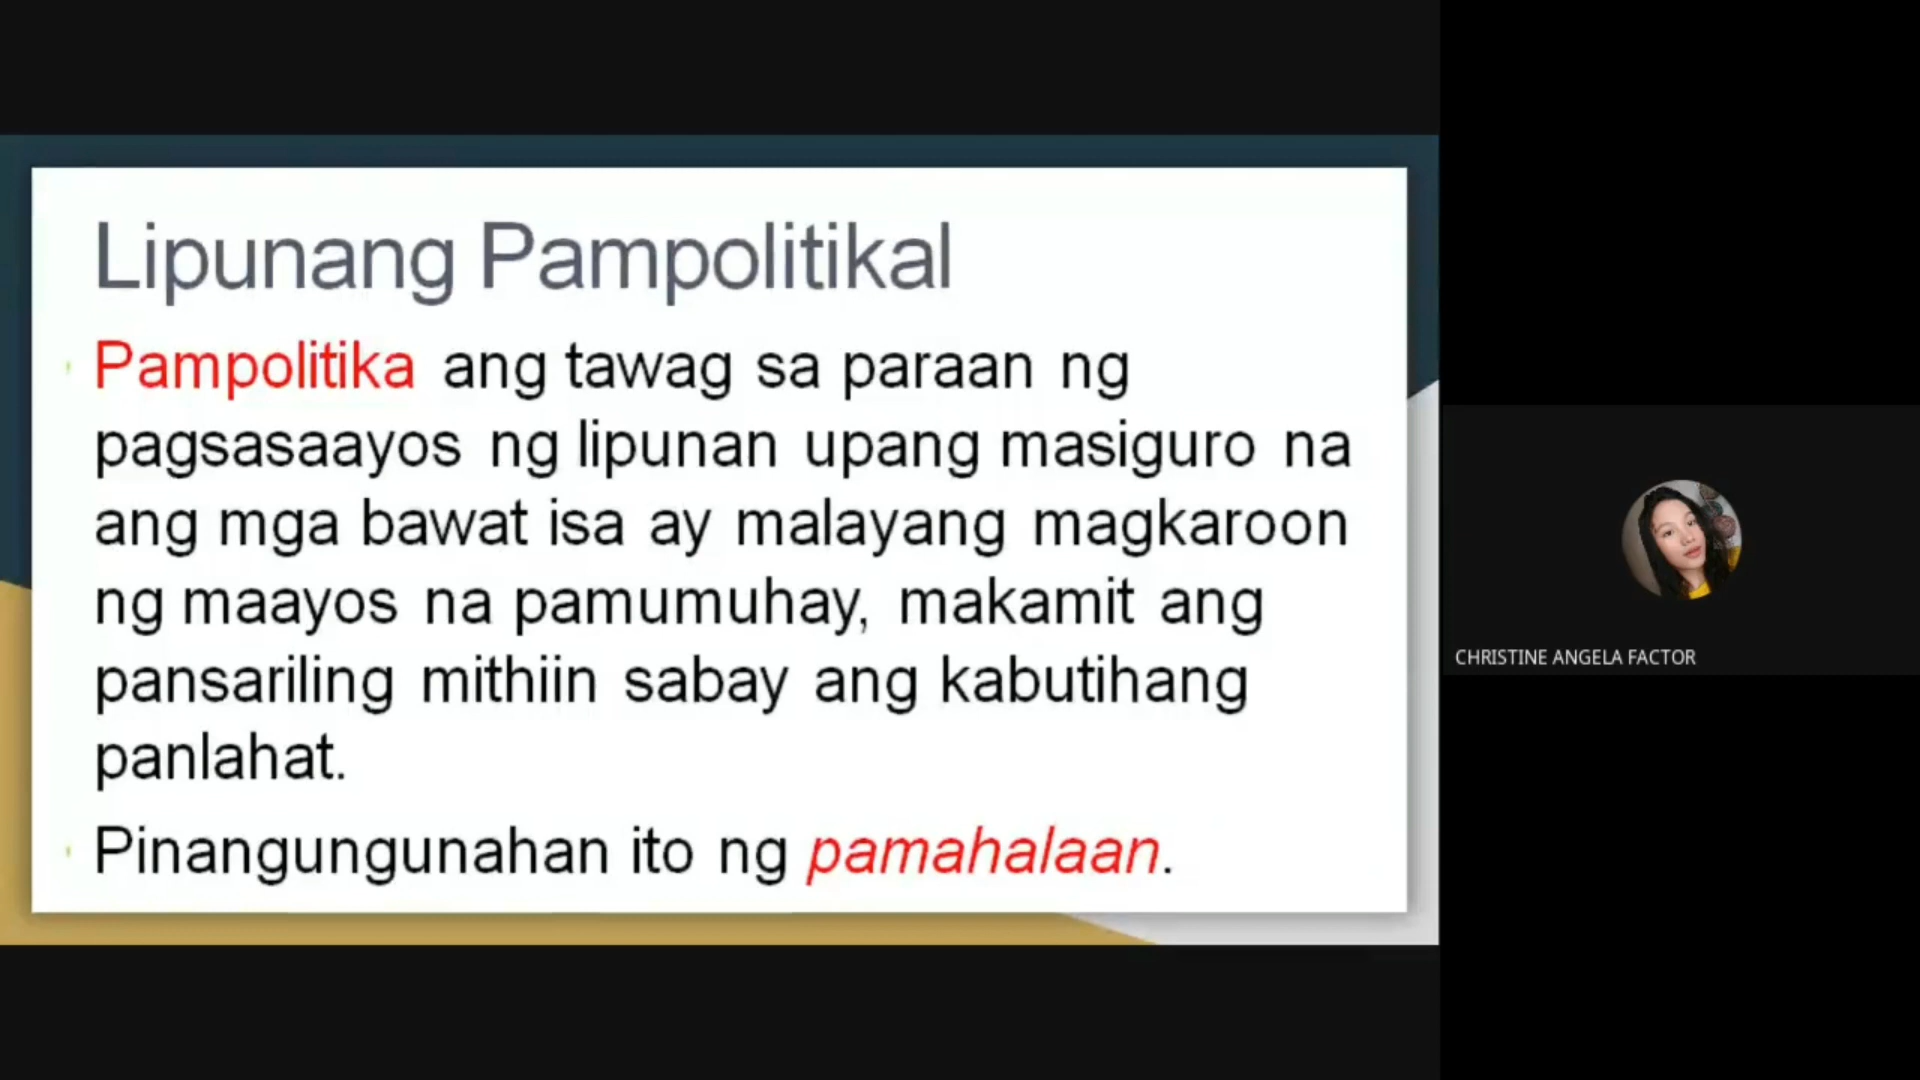 Lipunang Pampolitikal
Pampolitika ang tawag sa paraan ng
pagsasaayos ng lipunan upang masiguro na
ang mga bawat isa ay malayang magkaroon
ng maayos na pamumuhay, makamit ang
pansariling mithiin sabay ang kabutihang
panlahat.
Pinangungunahan ito ng pamahalaan.
CHRISTINE ANGELA FACTOR